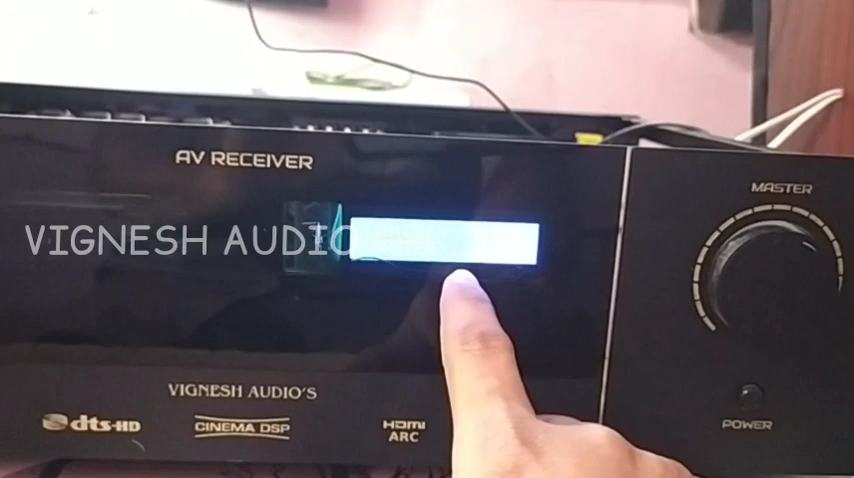 AV RECEIVER
MASTER
VIGNESH AUDIO
VIGNESH AUDIO'S
dts-HD
CINEMA DSP
HDMI
ARC
POWER